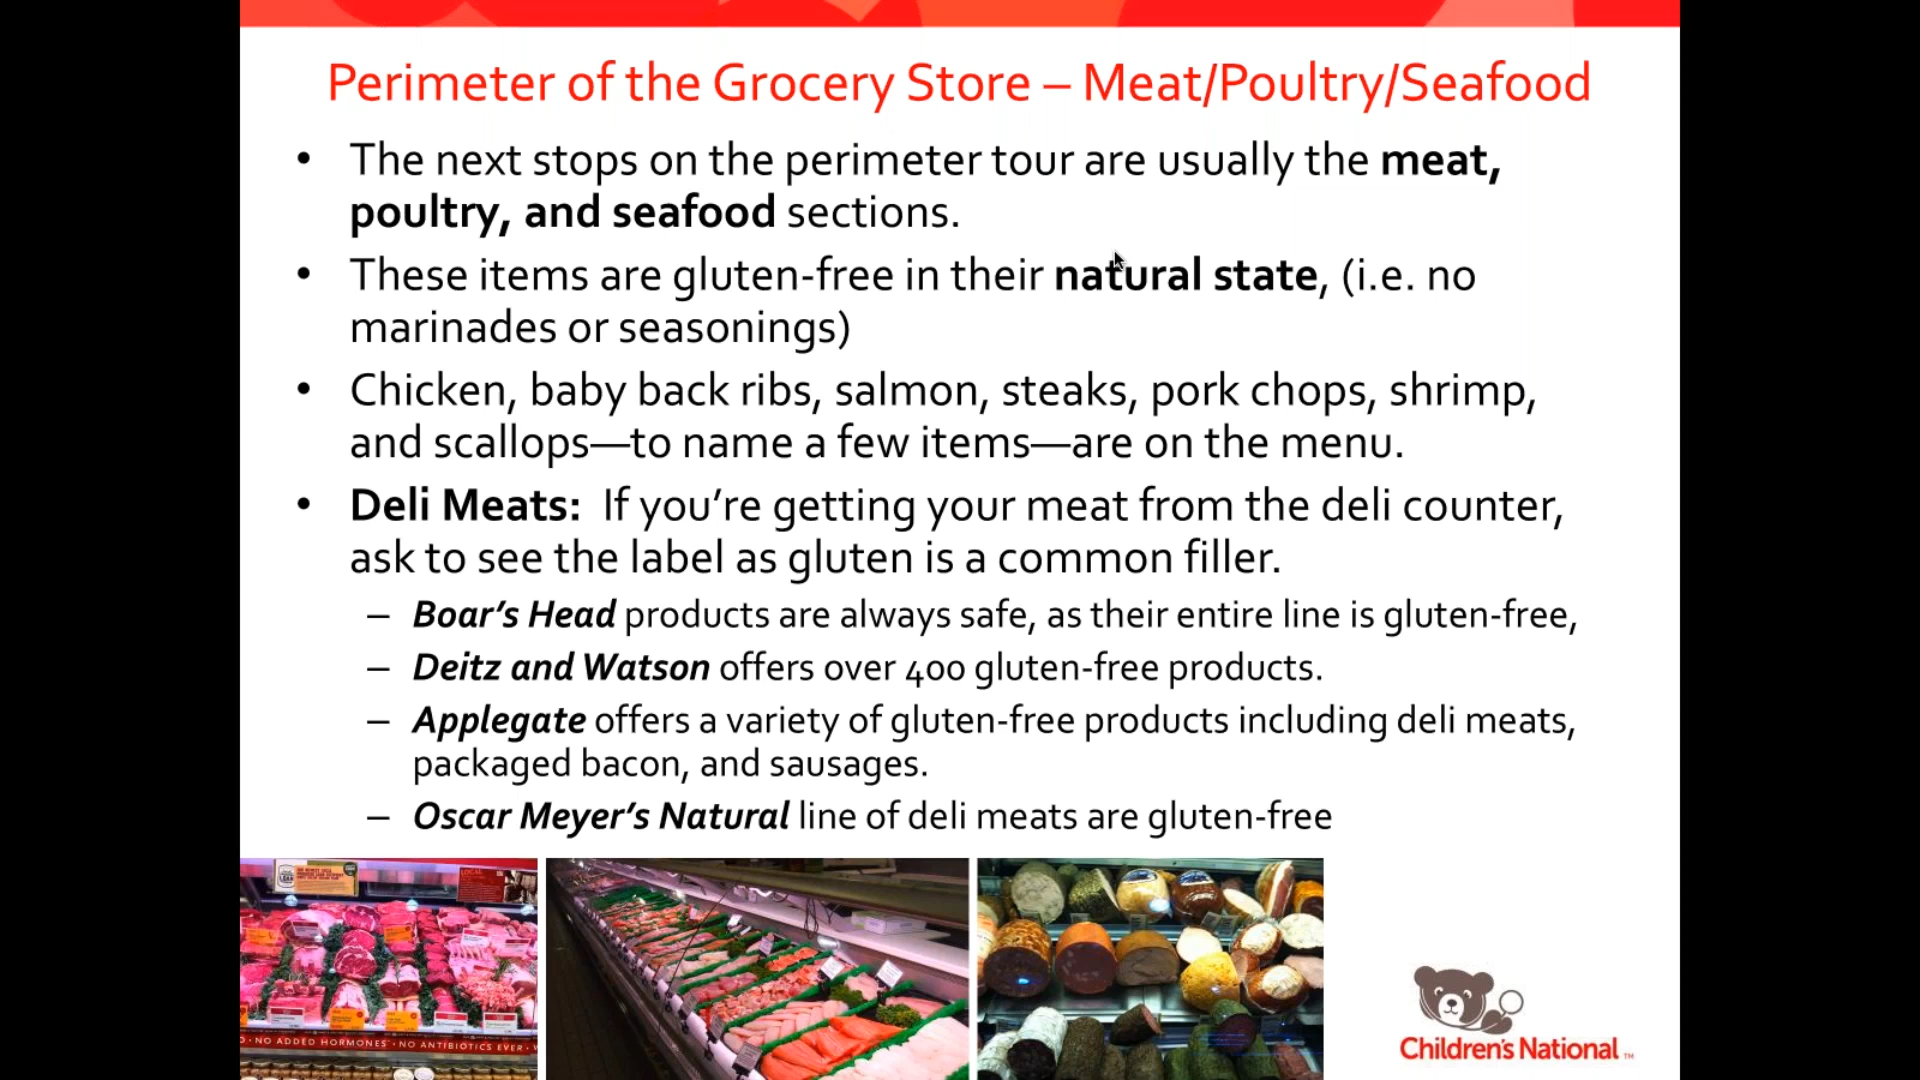 Perimeter of the Grocery Store – Meat/Poultry/Seafood
• The next stops on the perimeter tour are usually the meat,
poultry, and seafood sections.
• These items are gluten-free in their natural state, (i.e. no
marinades or seasonings)
• Chicken, baby back ribs, salmon, steaks, pork chops, shrimp,
and scallops—to name a few items—are on the menu.
• Deli Meats: If you’re getting your meat from the deli counter,
ask to see the label as gluten is a common filler.
– Boar’s Head products are always safe, as their entire line is gluten-free,
– Deitz and Watson offers over 400 gluten-free products.
– Applegate offers a variety of gluten-free products including deli meats,
packaged bacon, and sausages.
– Oscar Meyer’s Natural line of deli meats are gluten-free
LOCAL
NO ADDED HORMONES · NO ANTIBIOTICS EVER ·
Children's National ™